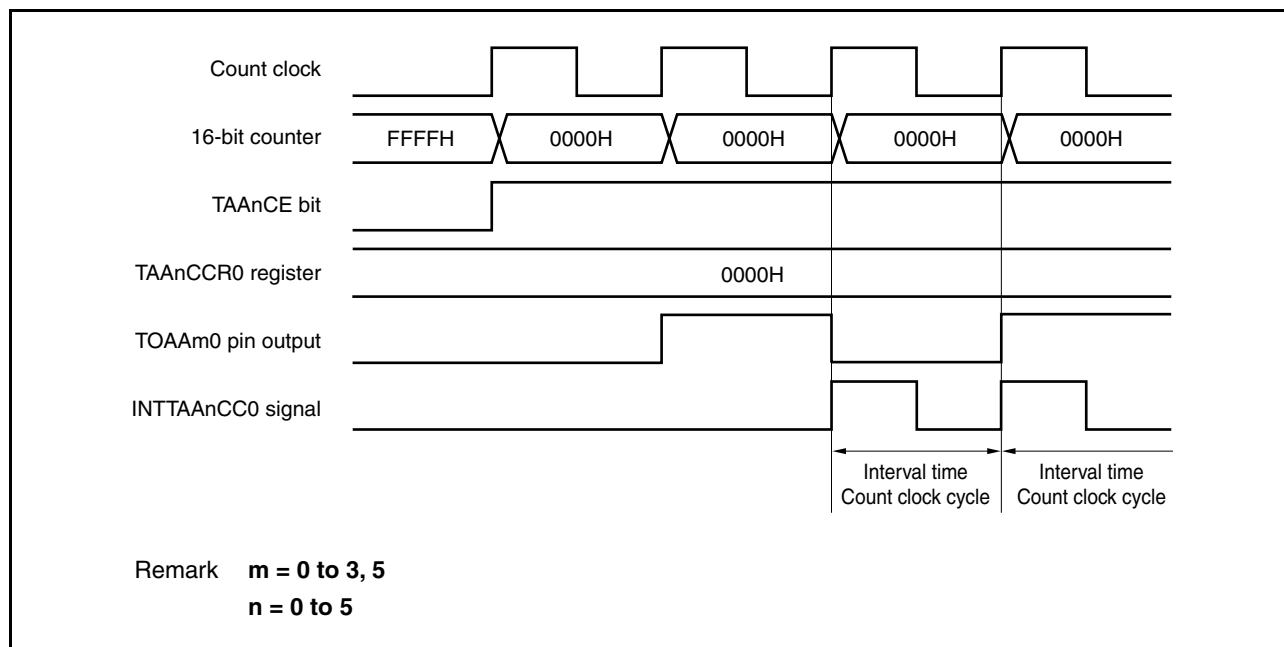 Count clock
16-bit counter FFFFH 0000H 0000H 0000H 0000H
TAAnCE bit
TAAnCCR0 register 0000H
TOAAm0 pin output
INTTAAnCC0 signal
Interval time Interval time
Count clock cycle Count clock cycle
Remark m = 0 to 3, 5
n = 0 to 5